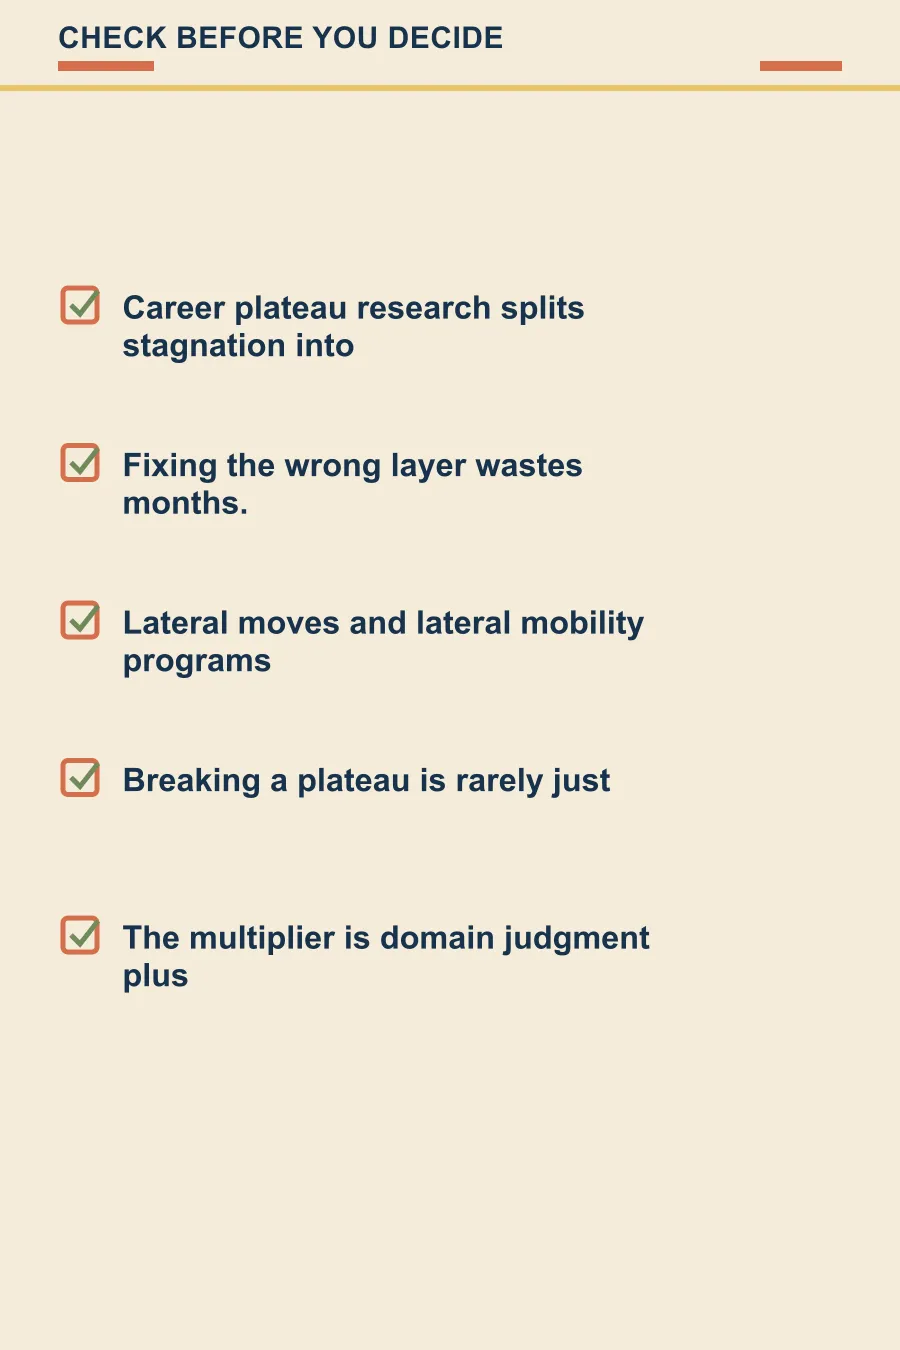 CHECK BEFORE YOU DECIDE
Career plateau research splits
stagnation into
Fixing the wrong layer wastes
months.
Lateral moves and lateral mobility
programs
Breaking a plateau is rarely just
The multiplier is domain judgment
plus